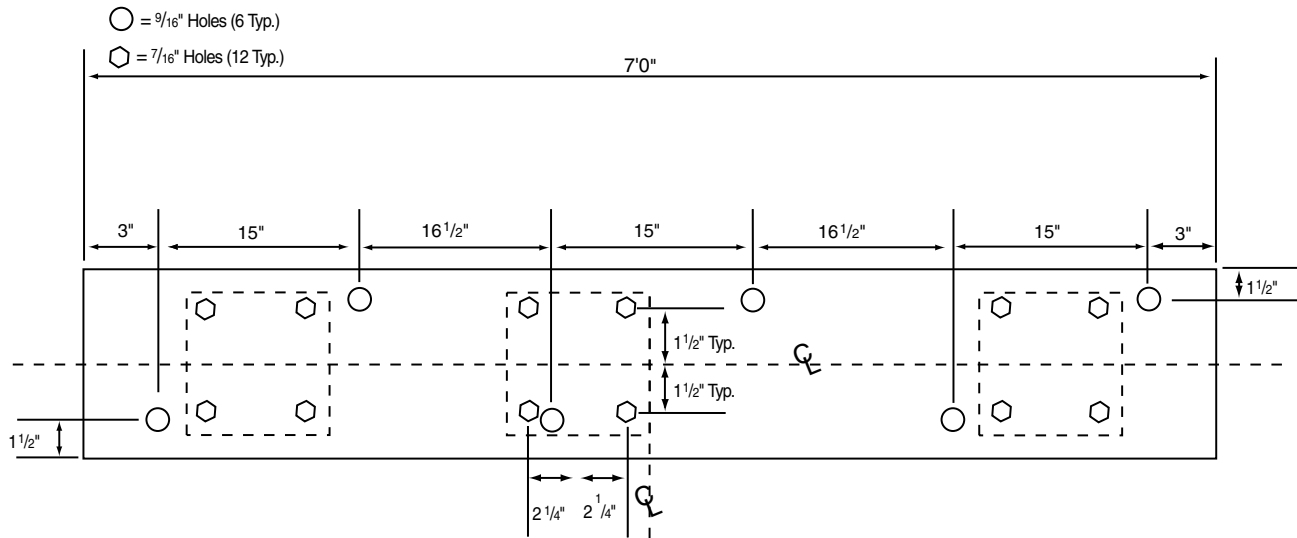 = 9/16" Holes (6 Typ.)
= 7/16" Holes (12 Typ.)
7'0"
3" 15" 16 1/2" 15" 16 1/2" 15" 3"
1 1/2"
1 1/2" Typ.
℄
1 1/2" Typ.
1 1/2"
2 1/4" 2 1/4" ℄